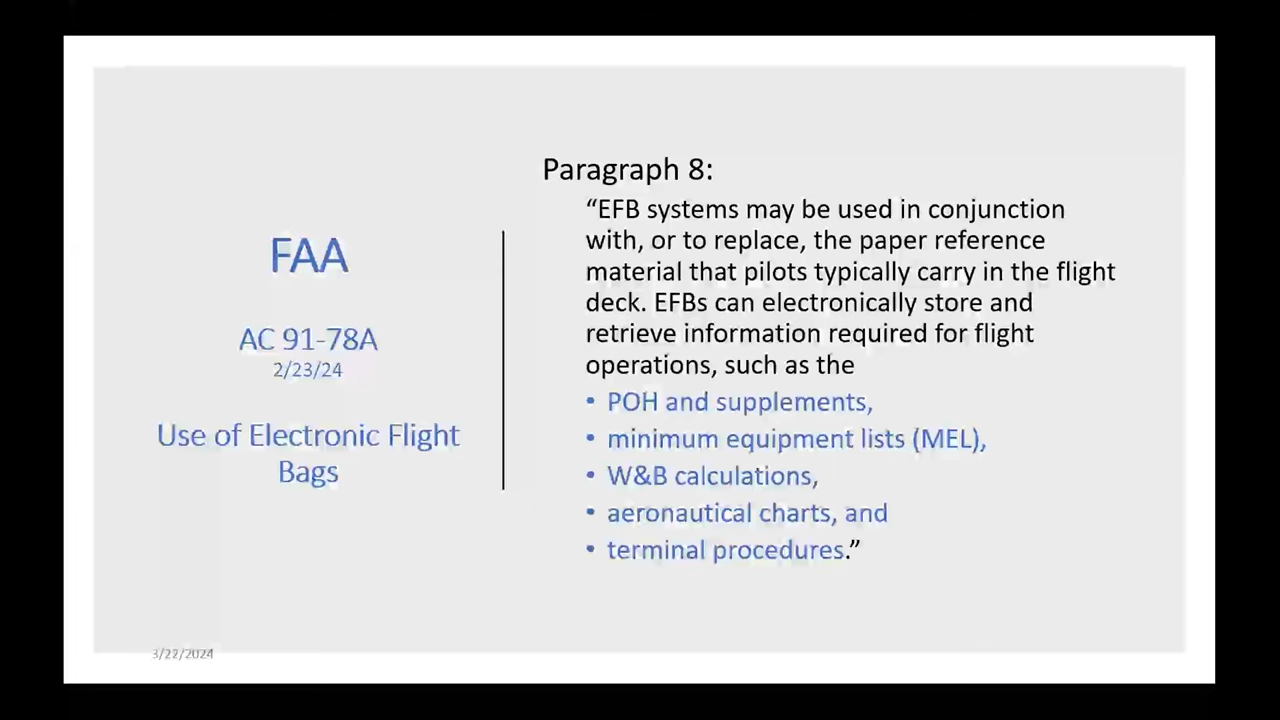 FAA
AC 91-78A
2/23/24
Use of Electronic Flight
Bags
Paragraph 8:
“EFB systems may be used in conjunction
with, or to replace, the paper reference
material that pilots typically carry in the flight
deck. EFBs can electronically store and
retrieve information required for flight
operations, such as the
• POH and supplements,
• minimum equipment lists (MEL),
• W&B calculations,
• aeronautical charts, and
• terminal procedures.”
3/22/2024